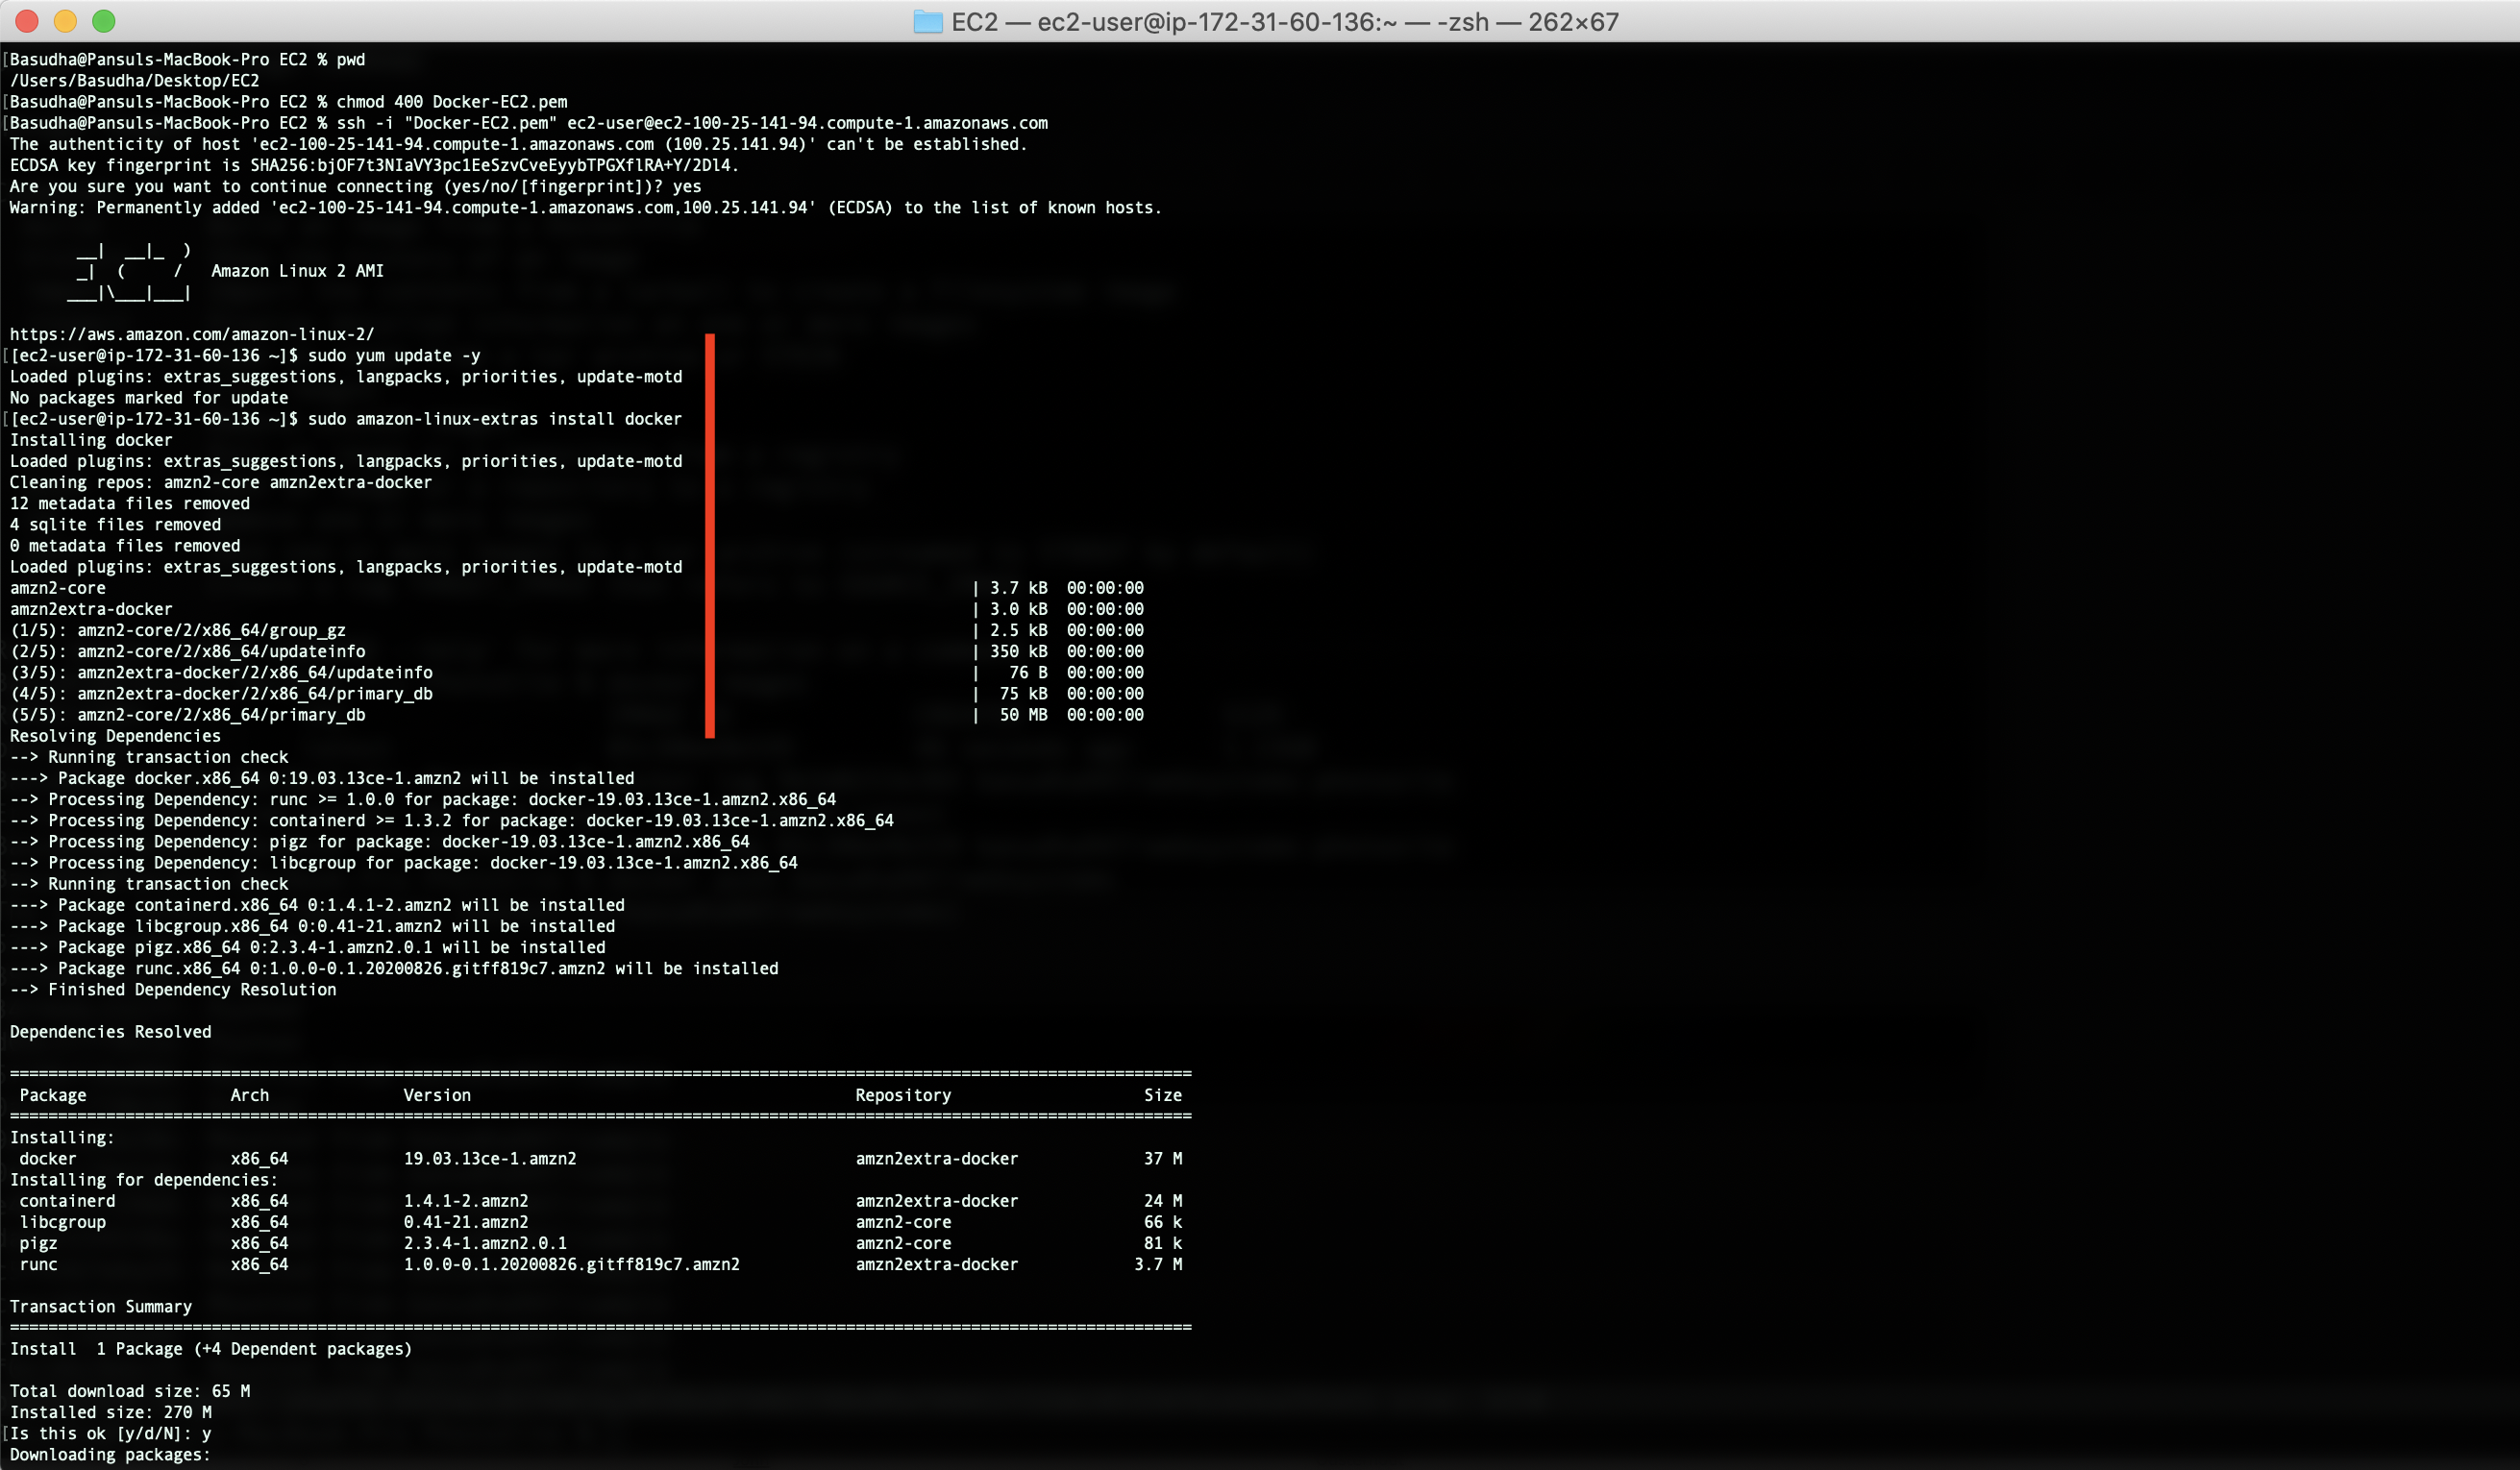 EC2 — ec2-user@ip-172-31-60-136:~ — -zsh — 262×67
[Basudha@Pansuls-MacBook-Pro EC2 % pwd
/Users/Basudha/Desktop/EC2
[Basudha@Pansuls-MacBook-Pro EC2 % chmod 400 Docker-EC2.pem
[Basudha@Pansuls-MacBook-Pro EC2 % ssh -i "Docker-EC2.pem" ec2-user@ec2-100-25-141-94.compute-1.amazonaws.com
The authenticity of host 'ec2-100-25-141-94.compute-1.amazonaws.com (100.25.141.94)' can't be established.
ECDSA key fingerprint is SHA256:bjOF7t3NIaVY3pc1EeSzvCveEyybTPGXflRA+Y/2Dl4.
Are you sure you want to continue connecting (yes/no/[fingerprint])? yes
Warning: Permanently added 'ec2-100-25-141-94.compute-1.amazonaws.com,100.25.141.94' (ECDSA) to the list of known hosts.
       __|  __|_  )
       _|  (     /   Amazon Linux 2 AMI
      ___|\___|___|
https://aws.amazon.com/amazon-linux-2/
[[ec2-user@ip-172-31-60-136 ~]$ sudo yum update -y
Loaded plugins: extras_suggestions, langpacks, priorities, update-motd
No packages marked for update
[[ec2-user@ip-172-31-60-136 ~]$ sudo amazon-linux-extras install docker
Installing docker
Loaded plugins: extras_suggestions, langpacks, priorities, update-motd
Cleaning repos: amzn2-core amzn2extra-docker
12 metadata files removed
4 sqlite files removed
0 metadata files removed
Loaded plugins: extras_suggestions, langpacks, priorities, update-motd
amzn2-core | 3.7 kB 00:00:00
amzn2extra-docker | 3.0 kB 00:00:00
(1/5): amzn2-core/2/x86_64/group_gz | 2.5 kB 00:00:00
(2/5): amzn2-core/2/x86_64/updateinfo | 350 kB 00:00:00
(3/5): amzn2extra-docker/2/x86_64/updateinfo | 76 B 00:00:00
(4/5): amzn2extra-docker/2/x86_64/primary_db | 75 kB 00:00:00
(5/5): amzn2-core/2/x86_64/primary_db | 50 MB 00:00:00
Resolving Dependencies
--> Running transaction check
---> Package docker.x86_64 0:19.03.13ce-1.amzn2 will be installed
--> Processing Dependency: runc >= 1.0.0 for package: docker-19.03.13ce-1.amzn2.x86_64
--> Processing Dependency: containerd >= 1.3.2 for package: docker-19.03.13ce-1.amzn2.x86_64
--> Processing Dependency: pigz for package: docker-19.03.13ce-1.amzn2.x86_64
--> Processing Dependency: libcgroup for package: docker-19.03.13ce-1.amzn2.x86_64
--> Running transaction check
---> Package containerd.x86_64 0:1.4.1-2.amzn2 will be installed
---> Package libcgroup.x86_64 0:0.41-21.amzn2 will be installed
---> Package pigz.x86_64 0:2.3.4-1.amzn2.0.1 will be installed
---> Package runc.x86_64 0:1.0.0-0.1.20200826.gitff819c7.amzn2 will be installed
--> Finished Dependency Resolution
Dependencies Resolved
Package Arch Version Repository Size
Installing:
docker x86_64 19.03.13ce-1.amzn2 amzn2extra-docker 37 M
Installing for dependencies:
containerd x86_64 1.4.1-2.amzn2 amzn2extra-docker 24 M
libcgroup x86_64 0.41-21.amzn2 amzn2-core 66 k
pigz x86_64 2.3.4-1.amzn2.0.1 amzn2-core 81 k
runc x86_64 1.0.0-0.1.20200826.gitff819c7.amzn2 amzn2extra-docker 3.7 M
Transaction Summary
Install 1 Package (+4 Dependent packages)
Total download size: 65 M
Installed size: 270 M
[Is this ok [y/d/N]: y
Downloading packages: